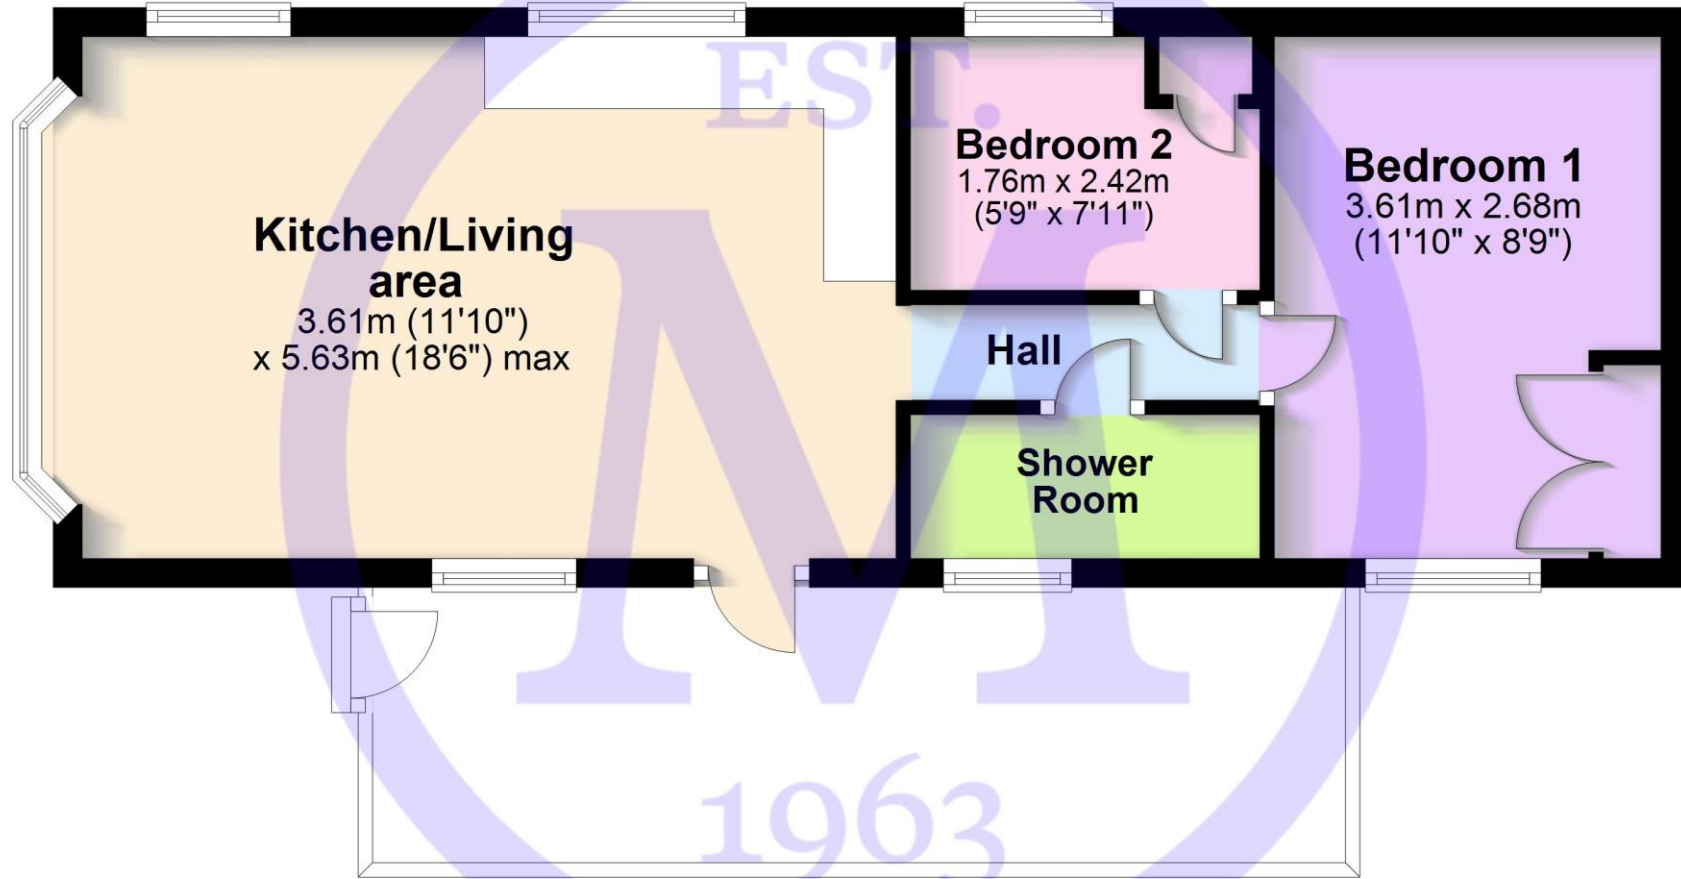 EST.
Kitchen/Living
area
3.61m (11'10")
x 5.63m (18'6") max
Bedroom 2
1.76m x 2.42m
(5'9" x 7'11")
Bedroom 1
3.61m x 2.68m
(11'10" x 8'9")
Hall
Shower
Room
M
1963